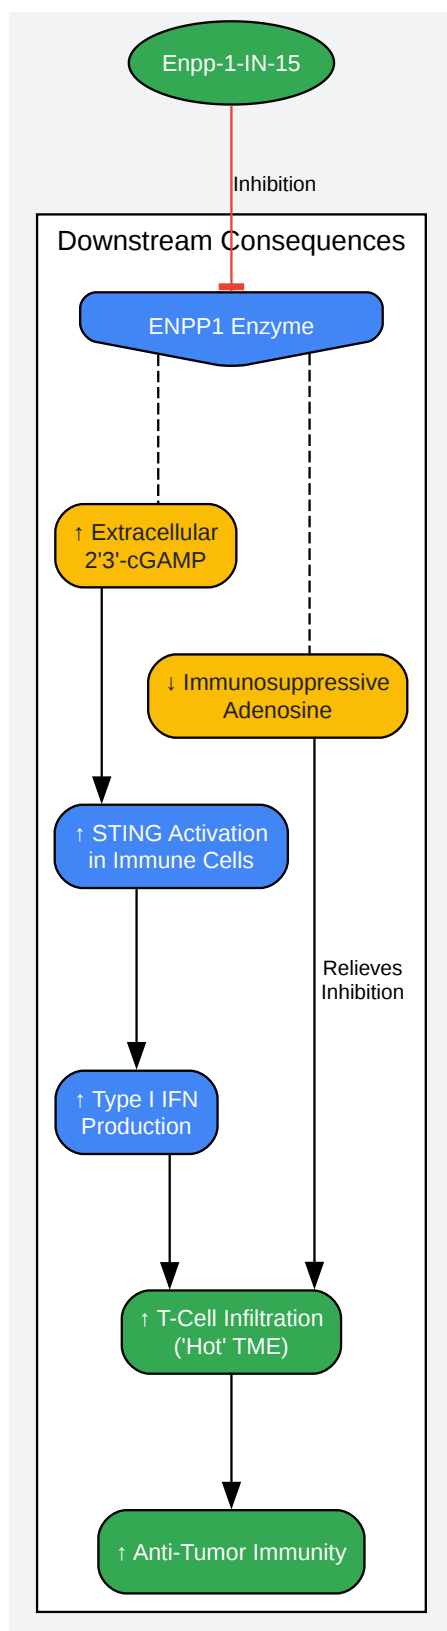 Enpp-1-IN-15
Inhibition
Downstream Consequences
ENPP1 Enzyme
↑ Extracellular
2'3'-cGAMP
↓ Immunosuppressive
Adenosine
↑ STING Activation
in Immune Cells
Relieves
Inhibition
↑ Type I IFN
Production
↑ T-Cell Infiltration
('Hot' TME)
↑ Anti-Tumor Immunity